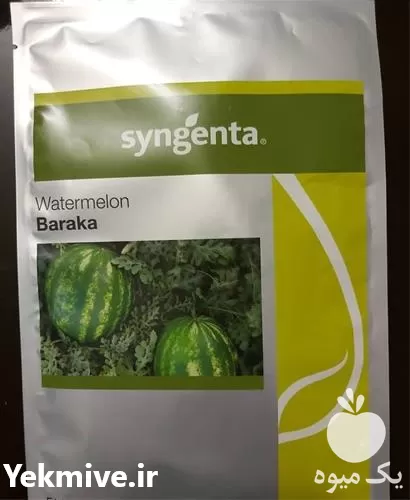 syngenta®
Watermelon
Baraka
یک میوه
Yekmive.ir